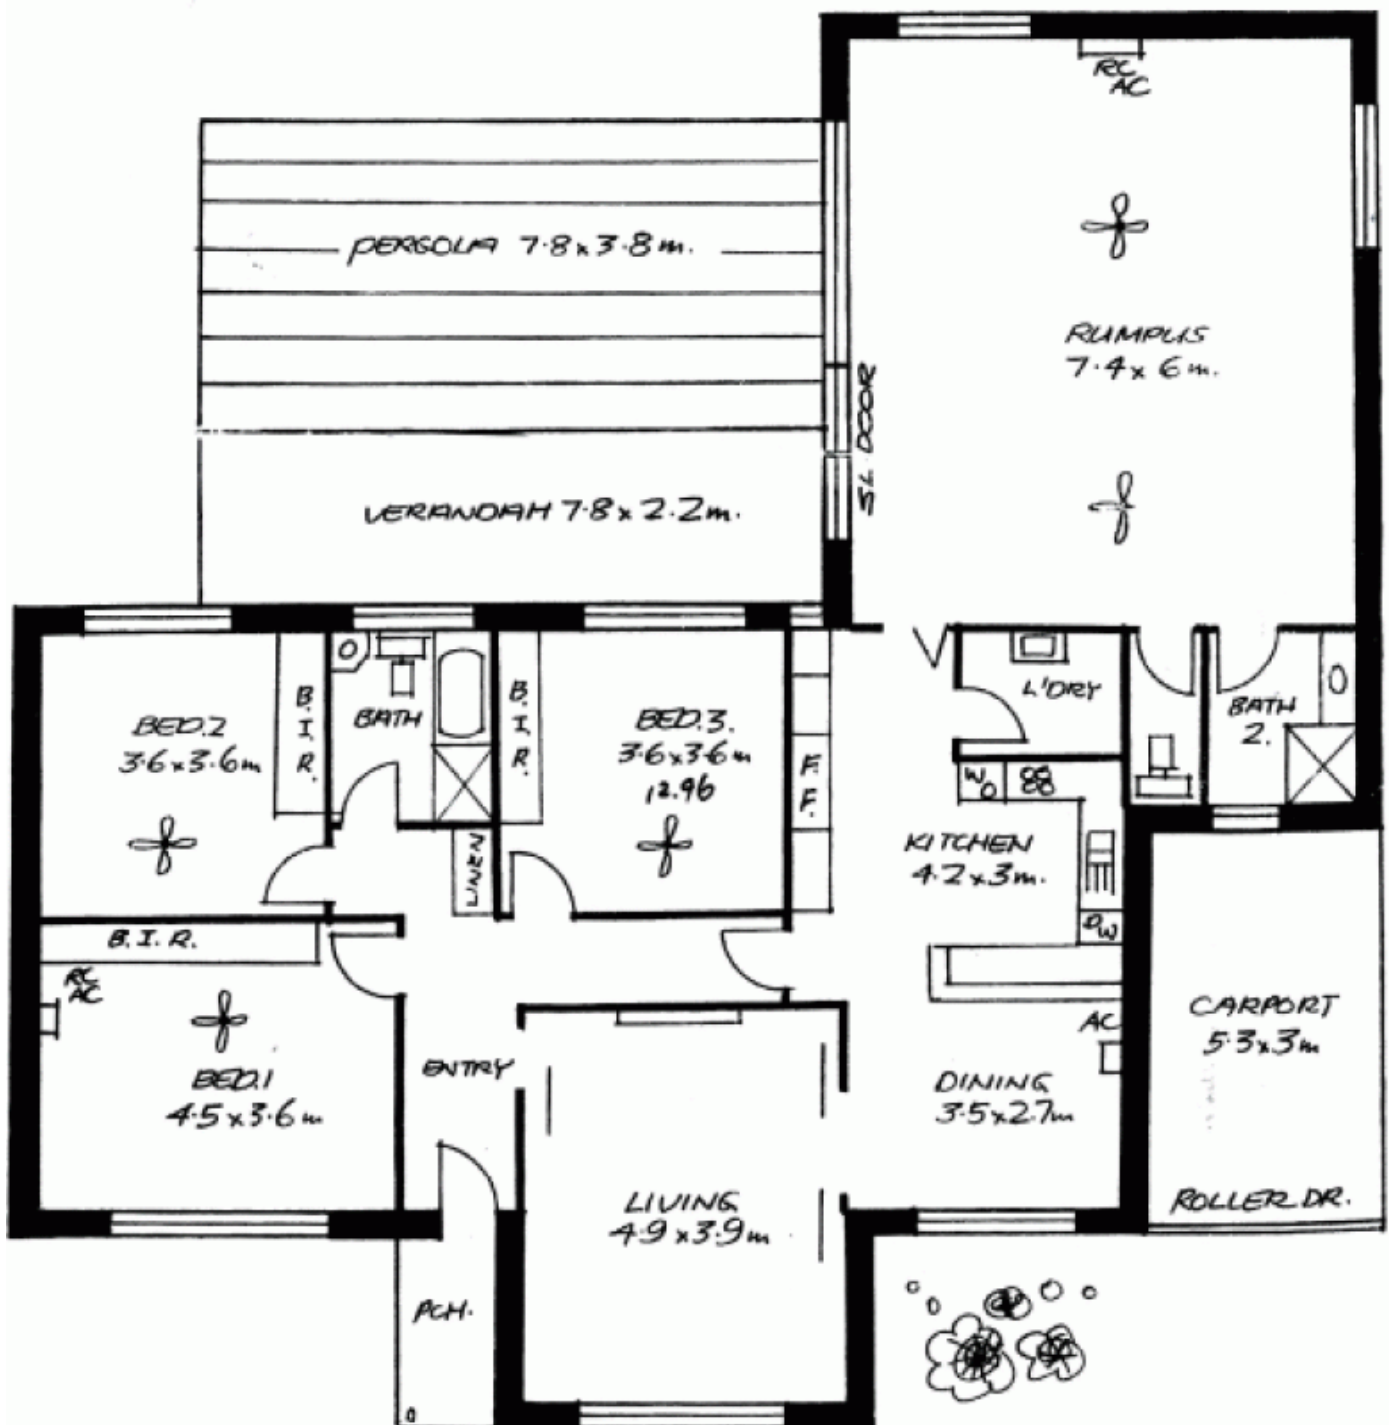 RC
AC
PERGOLA 7.8 x 3.8 m.
RUMPUS
7.4 x 6 m.
SL. DOOR
VERANDAH 7.8 x 2.2 m.
BED.2
3.6 x 3.6 m
B.I.R.
BATH
B.I.R.
BED.3.
3.6 x 3.6 m
12.96
F.F.
L'DRY
BATH
2.
WO
LINEN
KITCHEN
4.2 x 3 m.
DW
B.I.R.
RC
AC
BED.1
4.5 x 3.6 m
ENTRY
AC
DINING
3.5 x 2.7 m
CARPORT
5.3 x 3 m
ROLLER DR.
LIVING
4.9 x 3.9 m
PCH.